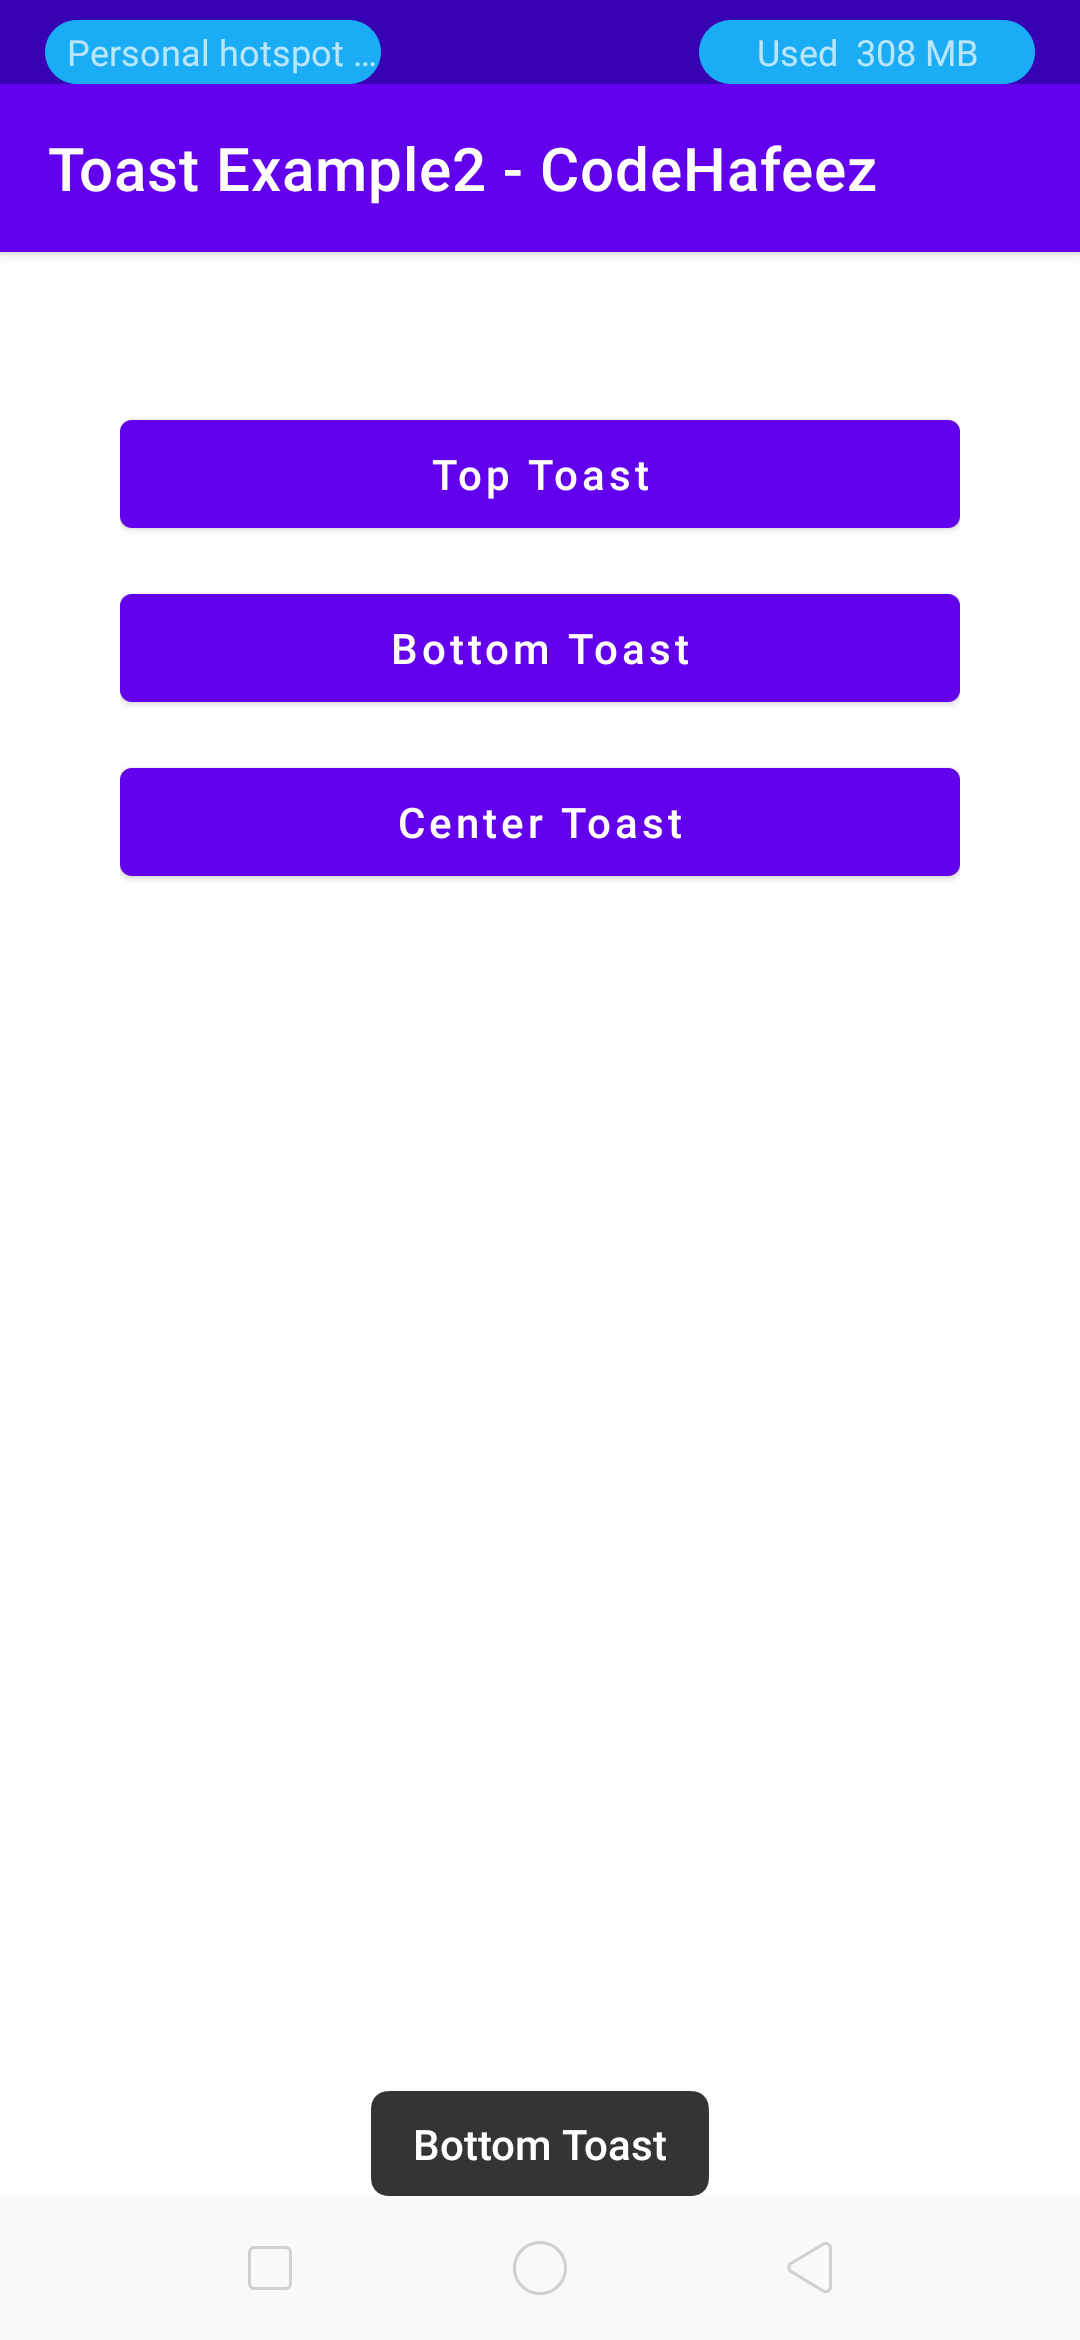 Personal hotspot ...
Used 308 MB
Toast Example2 - CodeHafeez
Top Toast
Bottom Toast
Center Toast
Bottom Toast